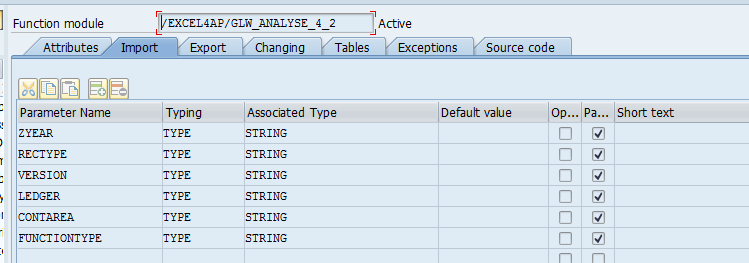 Function module /EXCEL4AP/GLW_ANALYSE_4_2 Active
Attributes Import Export Changing Tables Exceptions Source code
Parameter Name Typing Associated Type Default value Op... Pa... Short text
ZYEAR TYPE STRING
RECTYPE TYPE STRING
VERSION TYPE STRING
LEDGER TYPE STRING
CONTAREA TYPE STRING
FUNCTIONTYPE TYPE STRING